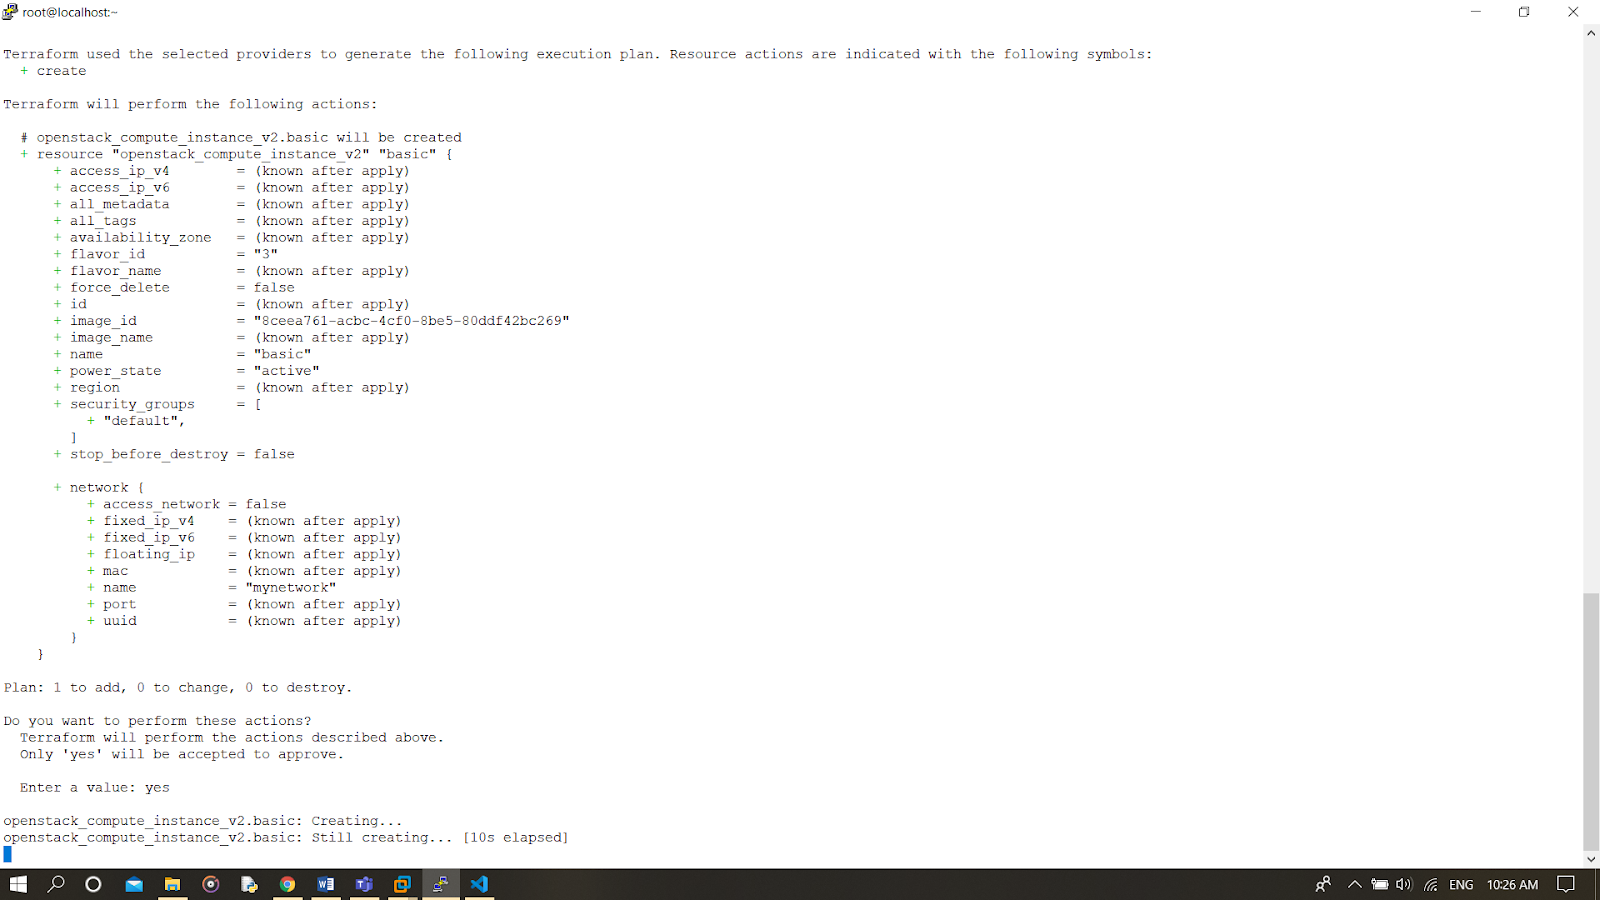 root@localhost:~
Terraform used the selected providers to generate the following execution plan. Resource actions are indicated with the following symbols:
+ create
Terraform will perform the following actions:
# openstack_compute_instance_v2.basic will be created
+ resource "openstack_compute_instance_v2" "basic" {
+ access_ip_v4 = (known after apply)
+ access_ip_v6 = (known after apply)
+ all_metadata = (known after apply)
+ all_tags = (known after apply)
+ availability_zone = (known after apply)
+ flavor_id = "3"
+ flavor_name = (known after apply)
+ force_delete = false
+ id = (known after apply)
+ image_id = "8ceea761-acbc-4cf0-8be5-80ddf42bc269"
+ image_name = (known after apply)
+ name = "basic"
+ power_state = "active"
+ region = (known after apply)
+ security_groups = [
+ "default",
]
+ stop_before_destroy = false
+ network {
+ access_network = false
+ fixed_ip_v4 = (known after apply)
+ fixed_ip_v6 = (known after apply)
+ floating_ip = (known after apply)
+ mac = (known after apply)
+ name = "mynetwork"
+ port = (known after apply)
+ uuid = (known after apply)
}
}
Plan: 1 to add, 0 to change, 0 to destroy.
Do you want to perform these actions?
Terraform will perform the actions described above.
Only 'yes' will be accepted to approve.
Enter a value: yes
openstack_compute_instance_v2.basic: Creating...
openstack_compute_instance_v2.basic: Still creating... [10s elapsed]
ENG 10:26 AM